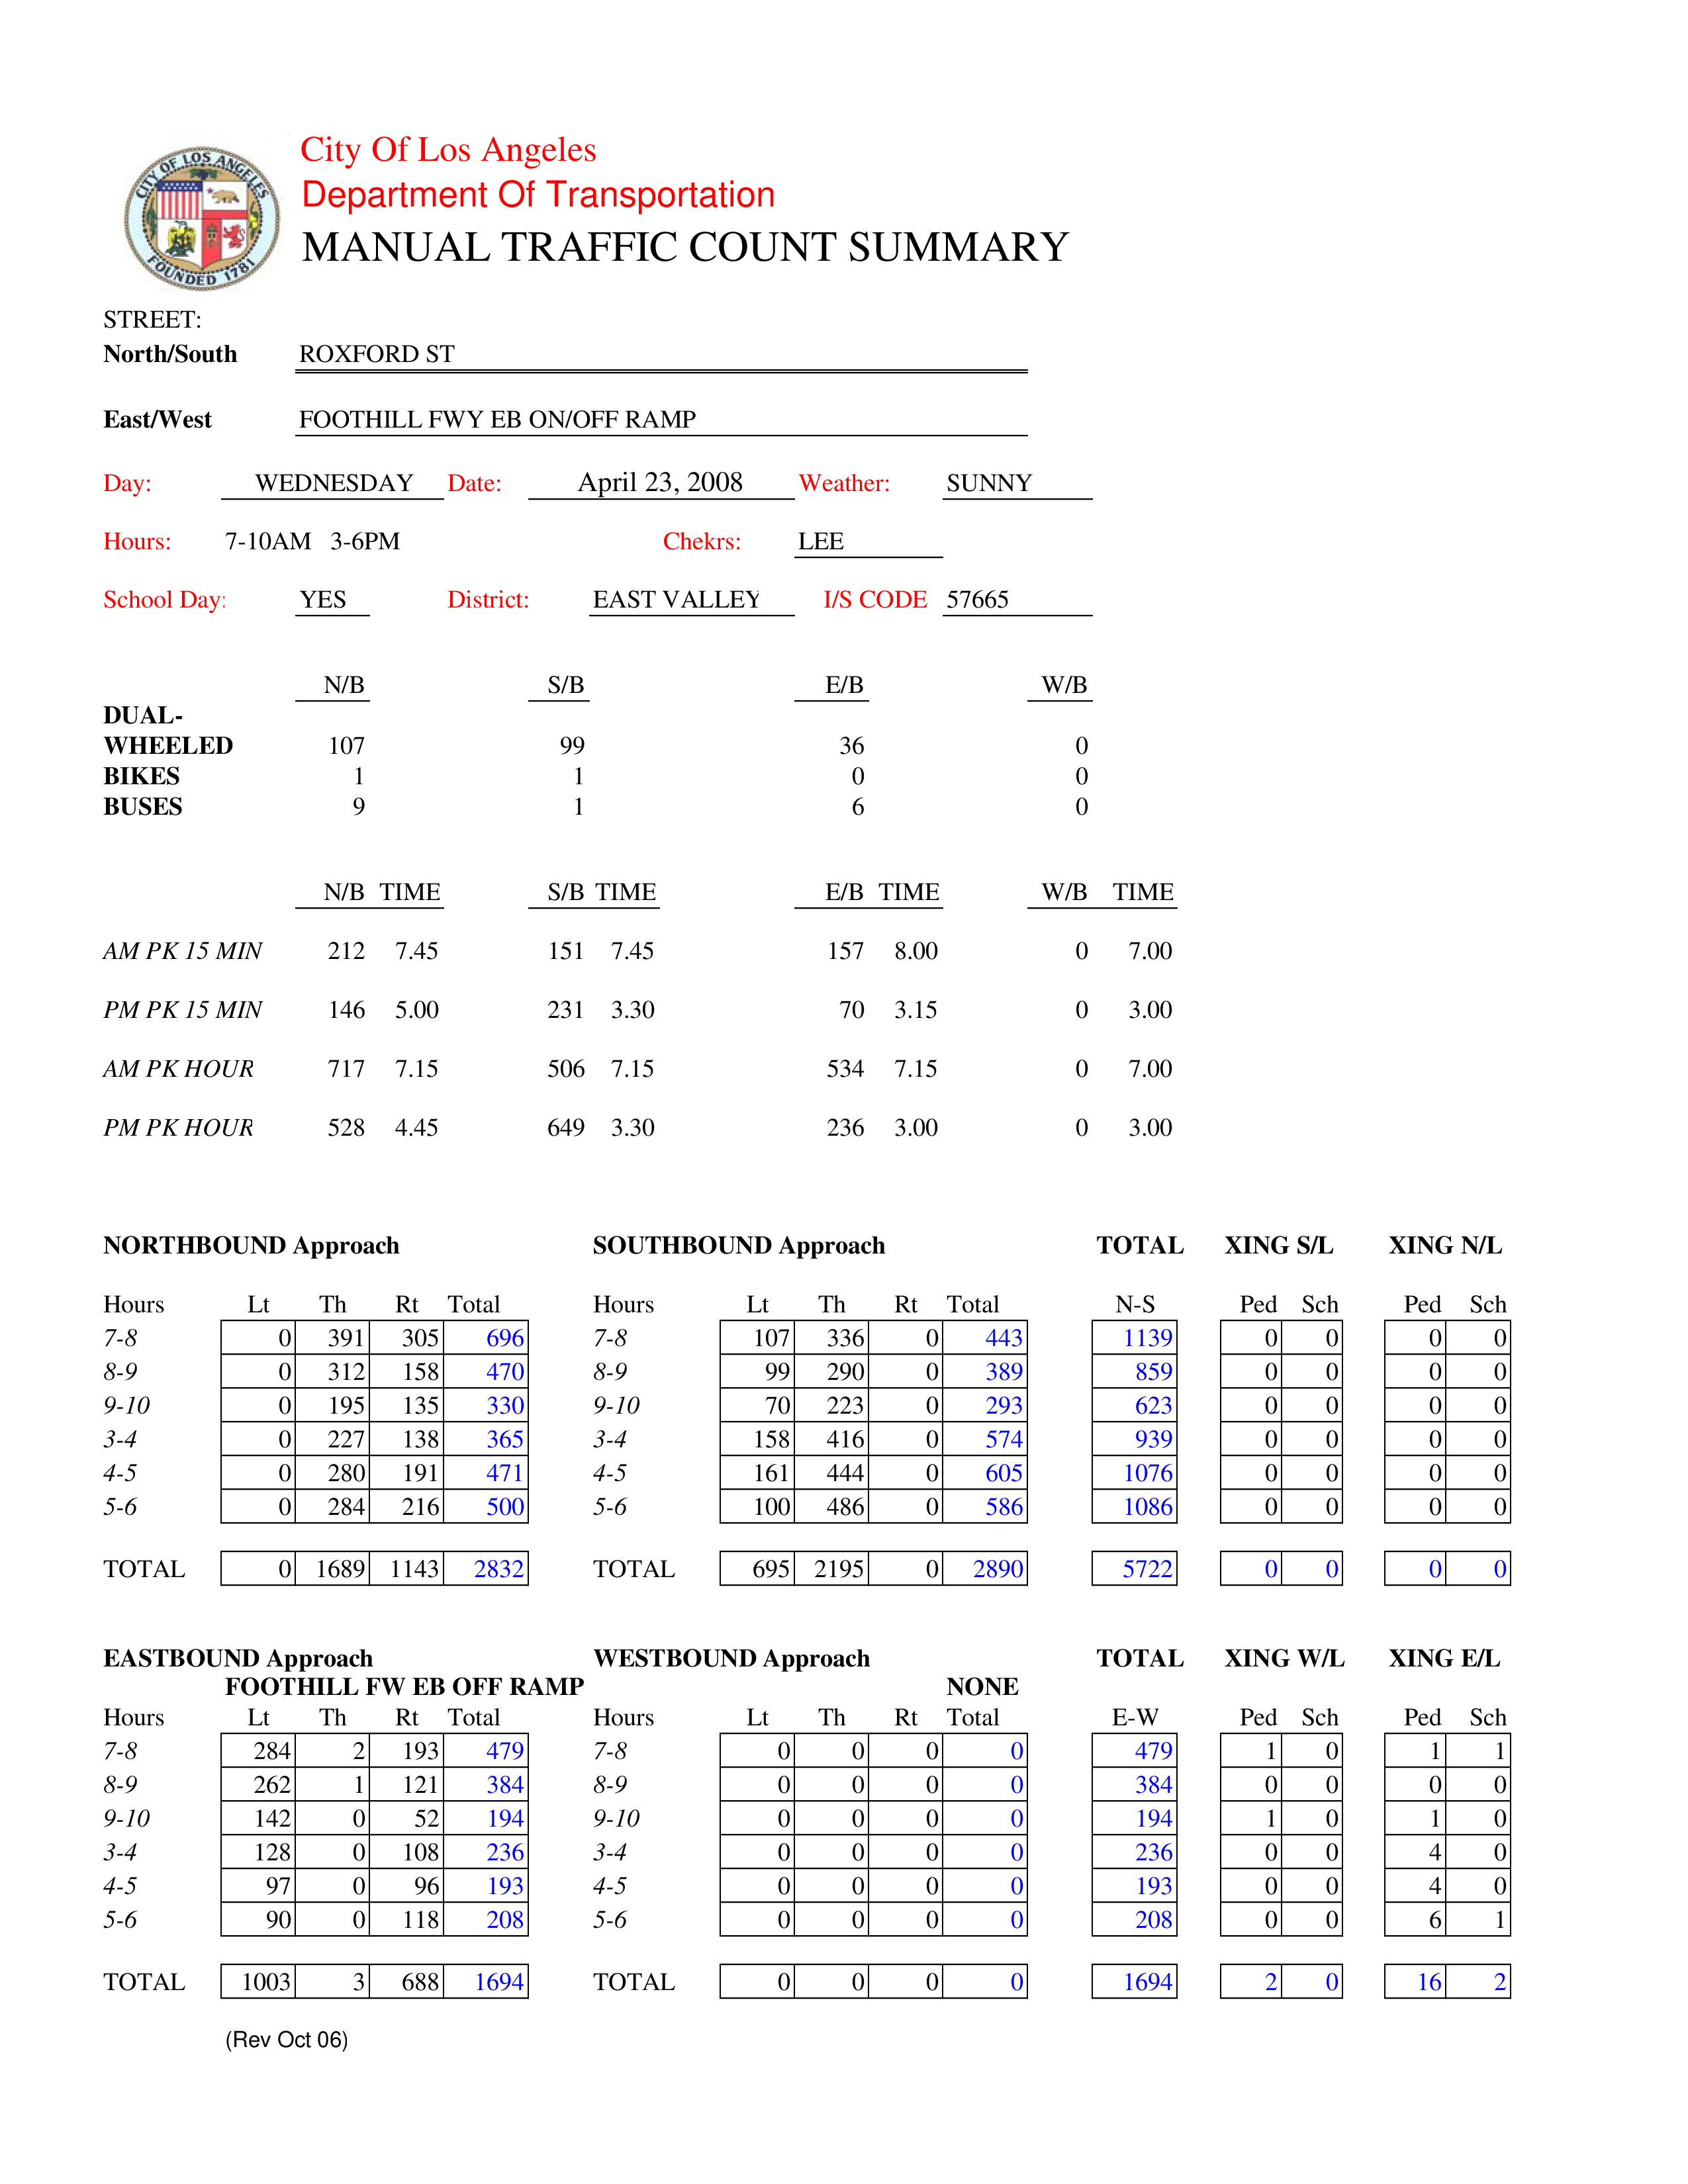 CITY OF LOS ANGELES
FOUNDED 1781
City Of Los Angeles
Department Of Transportation
MANUAL TRAFFIC COUNT SUMMARY
STREET:
North/South ROXFORD ST
East/West FOOTHILL FWY EB ON/OFF RAMP
Day: WEDNESDAY Date: April 23, 2008 Weather: SUNNY
Hours: 7-10AM 3-6PM Chekrs: LEE
School Day: YES District: EAST VALLEY I/S CODE 57665
N/B S/B E/B W/B
DUAL-
WHEELED 107 99 36 0
BIKES 1 1 0 0
BUSES 9 1 6 0
N/B TIME S/B TIME E/B TIME W/B TIME
AM PK 15 MIN 212 7.45 151 7.45 157 8.00 0 7.00
PM PK 15 MIN 146 5.00 231 3.30 70 3.15 0 3.00
AM PK HOUR 717 7.15 506 7.15 534 7.15 0 7.00
PM PK HOUR 528 4.45 649 3.30 236 3.00 0 3.00
NORTHBOUND Approach SOUTHBOUND Approach TOTAL XING S/L XING N/L
Hours Lt Th Rt Total Hours Lt Th Rt Total N-S Ped Sch Ped Sch
7-8 0 391 305 696 7-8 107 336 0 443 1139 0 0 0 0
8-9 0 312 158 470 8-9 99 290 0 389 859 0 0 0 0
9-10 0 195 135 330 9-10 70 223 0 293 623 0 0 0 0
3-4 0 227 138 365 3-4 158 416 0 574 939 0 0 0 0
4-5 0 280 191 471 4-5 161 444 0 605 1076 0 0 0 0
5-6 0 284 216 500 5-6 100 486 0 586 1086 0 0 0 0
TOTAL 0 1689 1143 2832 TOTAL 695 2195 0 2890 5722 0 0 0 0
EASTBOUND Approach WESTBOUND Approach TOTAL XING W/L XING E/L
FOOTHILL FW EB OFF RAMP NONE
Hours Lt Th Rt Total Hours Lt Th Rt Total E-W Ped Sch Ped Sch
7-8 284 2 193 479 7-8 0 0 0 0 479 1 0 1 1
8-9 262 1 121 384 8-9 0 0 0 0 384 0 0 0 0
9-10 142 0 52 194 9-10 0 0 0 0 194 1 0 1 0
3-4 128 0 108 236 3-4 0 0 0 0 236 0 0 4 0
4-5 97 0 96 193 4-5 0 0 0 0 193 0 0 4 0
5-6 90 0 118 208 5-6 0 0 0 0 208 0 0 6 1
TOTAL 1003 3 688 1694 TOTAL 0 0 0 0 1694 2 0 16 2
(Rev Oct 06)